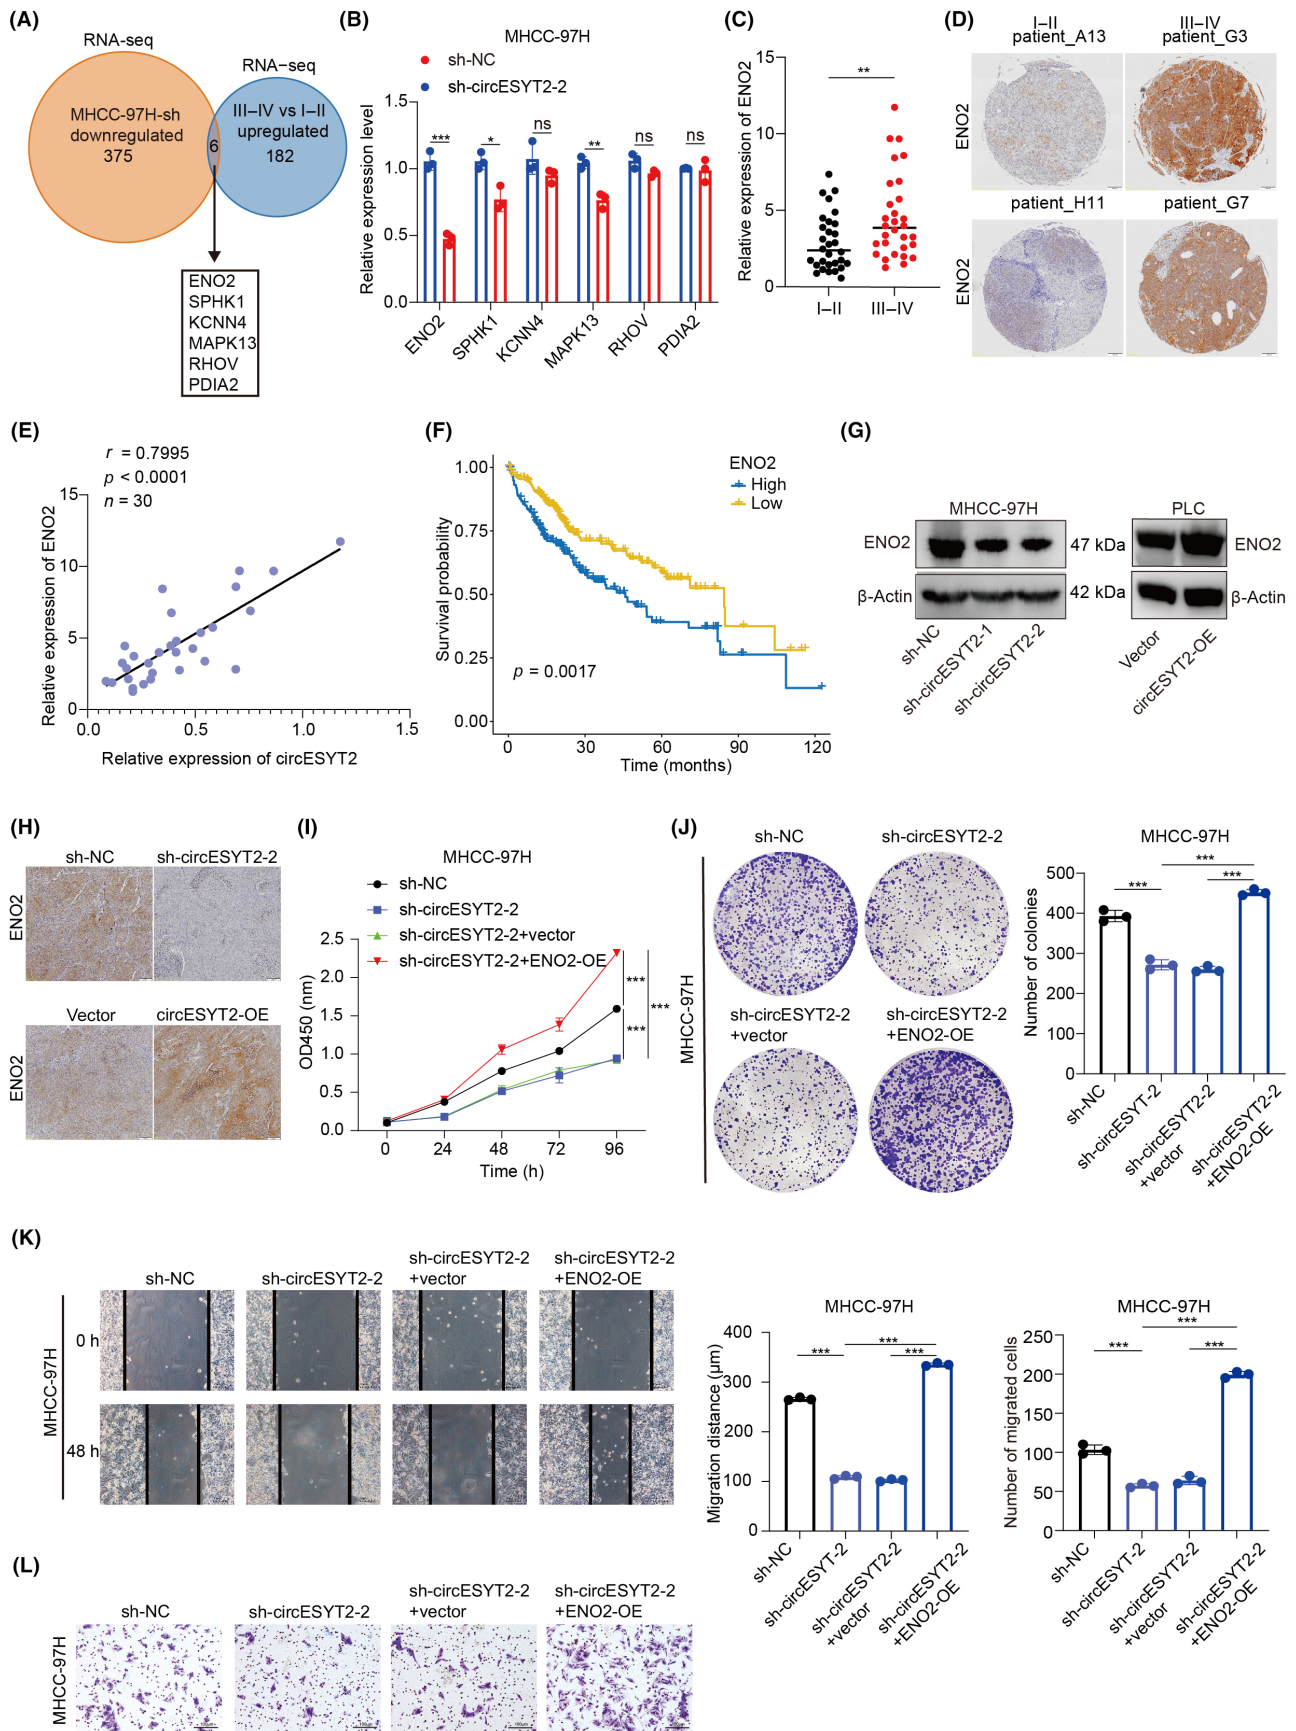 (A)
RNA-seq
RNA-seq
MHCC-97H-sh
downregulated
375
6
III–IV vs I–II
upregulated
182
ENO2
SPHK1
KCNN4
MAPK13
RHOV
PDIA2
(B)
MHCC-97H
sh-NC
sh-circESYT2-2
Relative expression level
1.5
1.0
0.5
0.0
***
*
ns
**
ns
ns
ENO2
SPHK1
KCNN4
MAPK13
RHOV
PDIA2
(C)
Relative expression of ENO2
15
10
5
0
**
I–II
III–IV
(D)
I–II
patient_A13
III–IV
patient_G3
ENO2
patient_H11
patient_G7
ENO2
(E)
r = 0.7995
p < 0.0001
n = 30
Relative expression of ENO2
15
10
5
0
0.0
0.5
1.0
1.5
Relative expression of circESYT2
(F)
Survival probability
1.00
0.75
0.50
0.25
0.00
ENO2
High
Low
p = 0.0017
0
30
60
90
120
Time (months)
(G)
MHCC-97H
PLC
ENO2
47 kDa
ENO2
β-Actin
42 kDa
β-Actin
sh-NC
sh-circESYT2-1
sh-circESYT2-2
Vector
circESYT2-OE
(H)
sh-NC
sh-circESYT2-2
ENO2
Vector
circESYT2-OE
ENO2
(I)
MHCC-97H
sh-NC
sh-circESYT2-2
sh-circESYT2-2+vector
sh-circESYT2-2+ENO2-OE
OD450 (nm)
2.5
2.0
1.5
1.0
0.5
0.0
***
***
***
0
24
48
72
96
Time (h)
(J)
sh-NC
sh-circESYT2-2
MHCC-97H
sh-circESYT2-2
+vector
sh-circESYT2-2
+ENO2-OE
MHCC-97H
Number of colonies
500
400
300
200
100
0
***
***
***
sh-NC
sh-circESYT-2
sh-circESYT2-2
+vector
sh-circESYT2-2
+ENO2-OE
(K)
sh-NC
sh-circESYT2-2
sh-circESYT2-2
+vector
sh-circESYT2-2
+ENO2-OE
MHCC-97H
0 h
48 h
MHCC-97H
Migration distance (μm)
400
300
200
100
0
***
***
***
sh-NC
sh-circESYT-2
sh-circESYT2-2
+vector
sh-circESYT2-2
+ENO2-OE
MHCC-97H
Number of migrated cells
250
200
150
100
50
0
***
***
***
sh-NC
sh-circESYT-2
sh-circESYT2-2
+vector
sh-circESYT2-2
+ENO2-OE
(L)
sh-NC
sh-circESYT2-2
sh-circESYT2-2
+vector
sh-circESYT2-2
+ENO2-OE
MHCC-97H